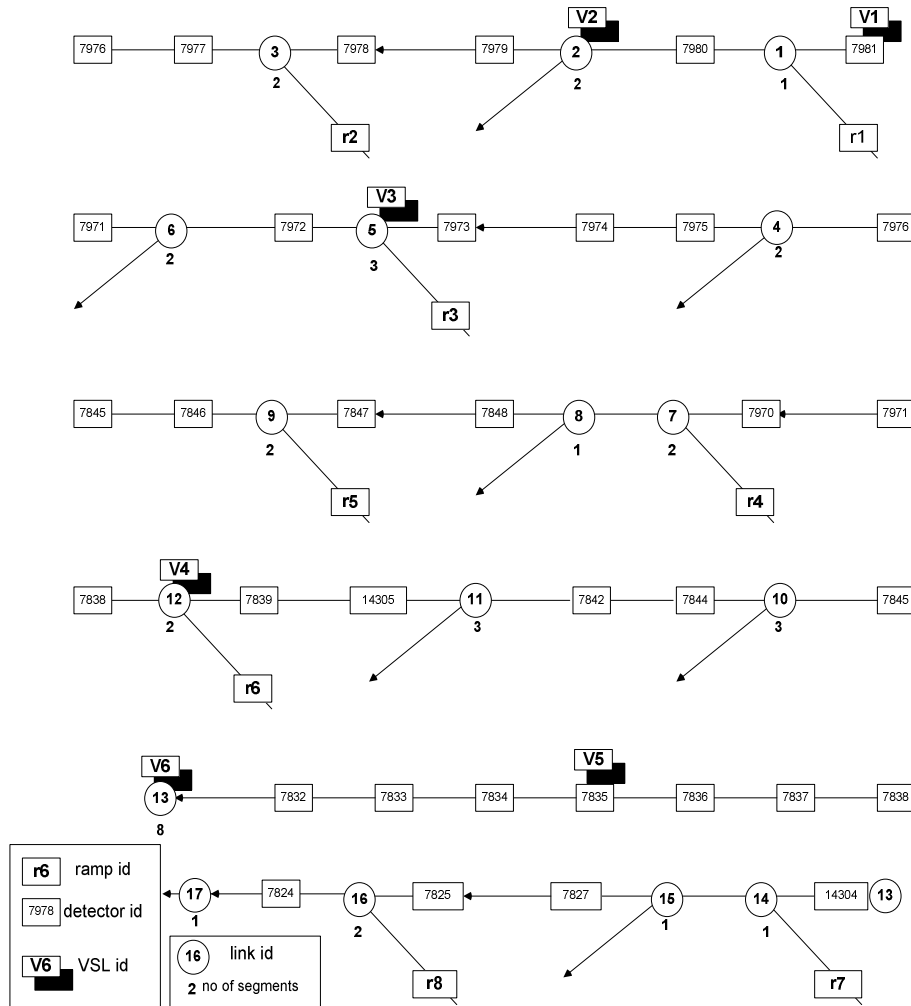 V2 V1
7976 7977 3 7978 7979 2 7980 1 7981
2 2 1
r2 r1
V3
7971 6 7972 5 7973 7974 7975 4 7976
2 3 2
r3
7845 7846 9 7847 7848 8 7 7970 7971
2 1 2
r5 r4
V4
7838 12 7839 14305 11 7842 7844 10 7845
2 3 3
r6
V6 V5
13 7832 7833 7834 7835 7836 7837 7838
8
r6 ramp id
7978 detector id
V6 VSL id
17 7824 16 7825 7827 15 14 14304 13
1 2 1 1
16 link id
2 no of segments
r8 r7